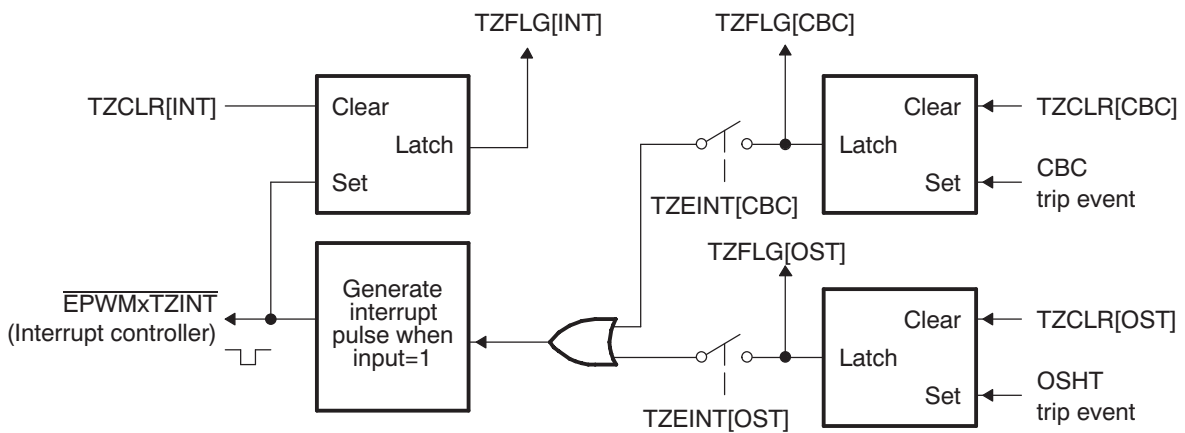 TZFLG[INT]
TZFLG[CBC]
TZCLR[INT]
Clear
Latch
Set
Clear
TZCLR[CBC]
Latch
Set
CBC
trip event
TZEINT[CBC]
TZFLG[OST]
EPWMxTZINT
(Interrupt controller)
Generate
interrupt
pulse when
input=1
Clear
TZCLR[OST]
Latch
Set
OSHT
trip event
TZEINT[OST]